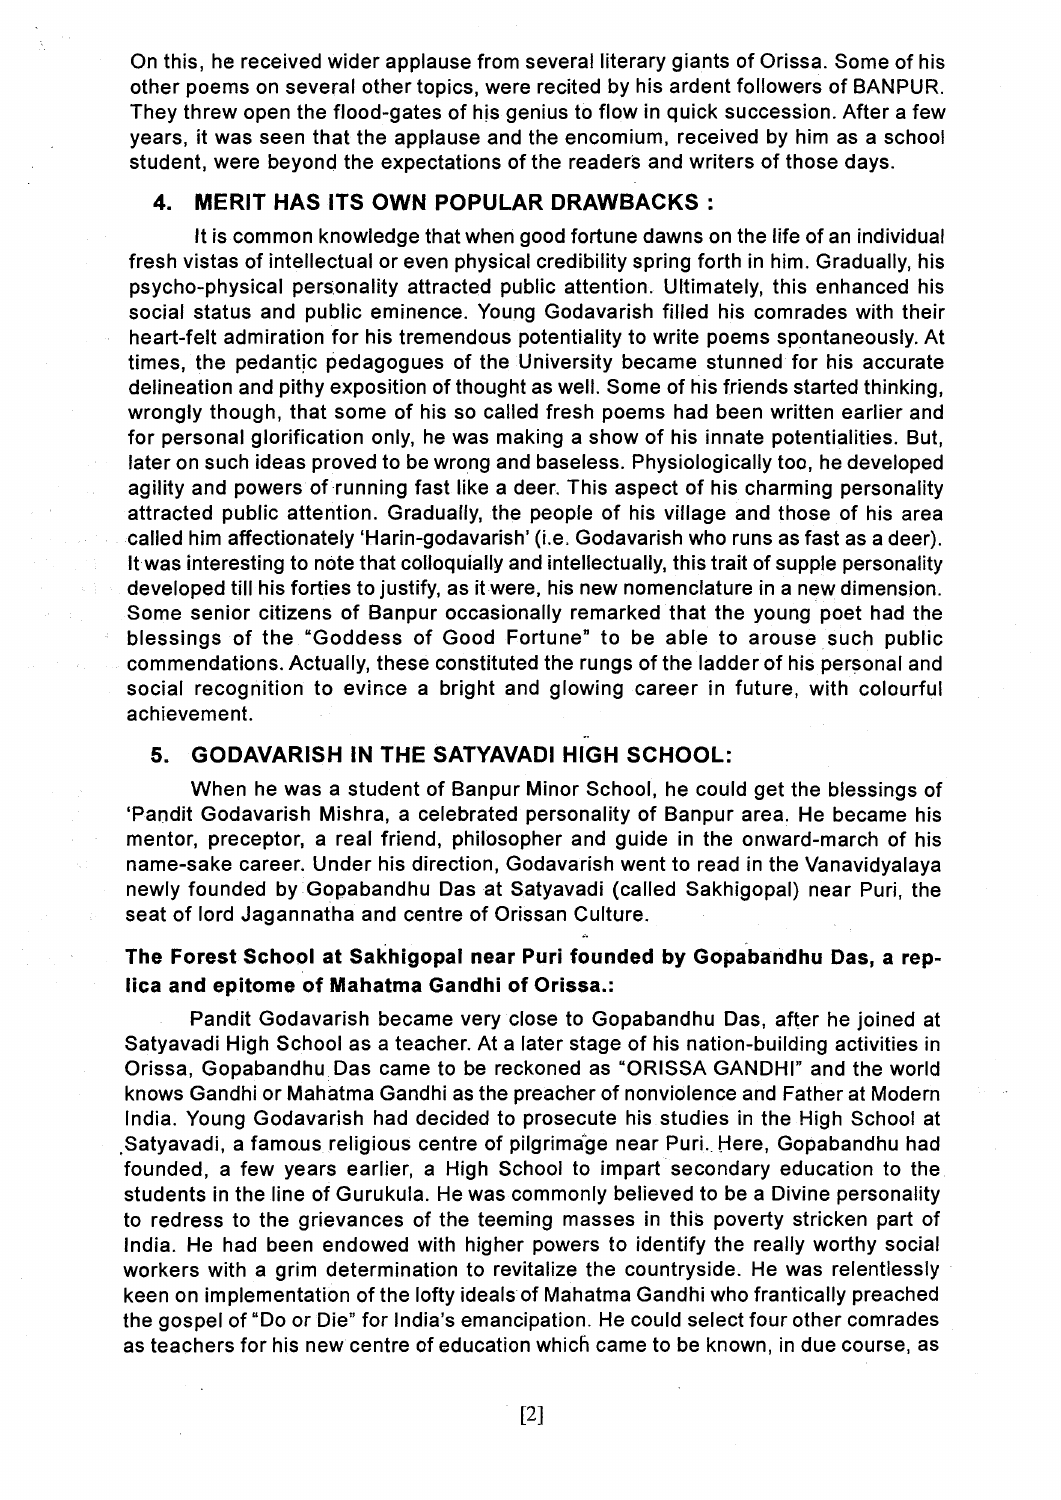 On this, he received wider applause from several literary giants of Orissa. Some of his
other poems on several other topics, were recited by his ardent followers of BANPUR.
They threw open the flood-gates of his genius to flow in quick succession. After a few
years, it was seen that the applause and the encomium, received by him as a school
student, were beyond the expectations of the readers and writers of those days.
4. MERIT HAS ITS OWN POPULAR DRAWBACKS :
It is common knowledge that when good fortune dawns on the life of an individual
fresh vistas of intellectual or even physical credibility spring forth in him. Gradually, his
psycho-physical personality attracted public attention. Ultimately, this enhanced his
social status and public eminence. Young Godavarish filled his comrades with their
heart-felt admiration for his tremendous potentiality to write poems spontaneously. At
times, the pedantic pedagogues of the University became stunned for his accurate
delineation and pithy exposition of thought as well. Some of his friends started thinking,
wrongly though, that some of his so called fresh poems had been written earlier and
for personal glorification only, he was making a show of his innate potentialities. But,
later on such ideas proved to be wrong and baseless. Physiologically too, he developed
agility and powers of running fast like a deer. This aspect of his charming personality
attracted public attention. Gradually, the people of his village and those of his area
called him affectionately ‘Harin-godavarish’ (i.e. Godavarish who runs as fast as a deer).
It was interesting to note that colloquially and intellectually, this trait of supple personality
developed till his forties to justify, as it were, his new nomenclature in a new dimension.
Some senior citizens of Banpur occasionally remarked that the young poet had the
blessings of the “Goddess of Good Fortune” to be able to arouse such public
commendations. Actually, these constituted the rungs of the ladder of his personal and
social recognition to evince a bright and glowing career in future, with colourful
achievement.
5. GODAVARISH IN THE SATYAVADI HIGH SCHOOL:
When he was a student of Banpur Minor School, he could get the blessings of
‘Pandit Godavarish Mishra, a celebrated personality of Banpur area. He became his
mentor, preceptor, a real friend, philosopher and guide in the onward-march of his
name-sake career. Under his direction, Godavarish went to read in the Vanavidyalaya
newly founded by Gopabandhu Das at Satyavadi (called Sakhigopal) near Puri, the
seat of lord Jagannatha and centre of Orissan Culture.
The Forest School at Sakhigopal near Puri founded by Gopabandhu Das, a rep-
lica and epitome of Mahatma Gandhi of Orissa.:
Pandit Godavarish became very close to Gopabandhu Das, after he joined at
Satyavadi High School as a teacher. At a later stage of his nation-building activities in
Orissa, Gopabandhu Das came to be reckoned as “ORISSA GANDHI” and the world
knows Gandhi or Mahatma Gandhi as the preacher of nonviolence and Father at Modern
India. Young Godavarish had decided to prosecute his studies in the High School at
Satyavadi, a famous religious centre of pilgrimage near Puri. Here, Gopabandhu had
founded, a few years earlier, a High School to impart secondary education to the
students in the line of Gurukula. He was commonly believed to be a Divine personality
to redress to the grievances of the teeming masses in this poverty stricken part of
India. He had been endowed with higher powers to identify the really worthy social
workers with a grim determination to revitalize the countryside. He was relentlessly
keen on implementation of the lofty ideals of Mahatma Gandhi who frantically preached
the gospel of “Do or Die” for India's emancipation. He could select four other comrades
as teachers for his new centre of education which came to be known, in due course, as
[2]